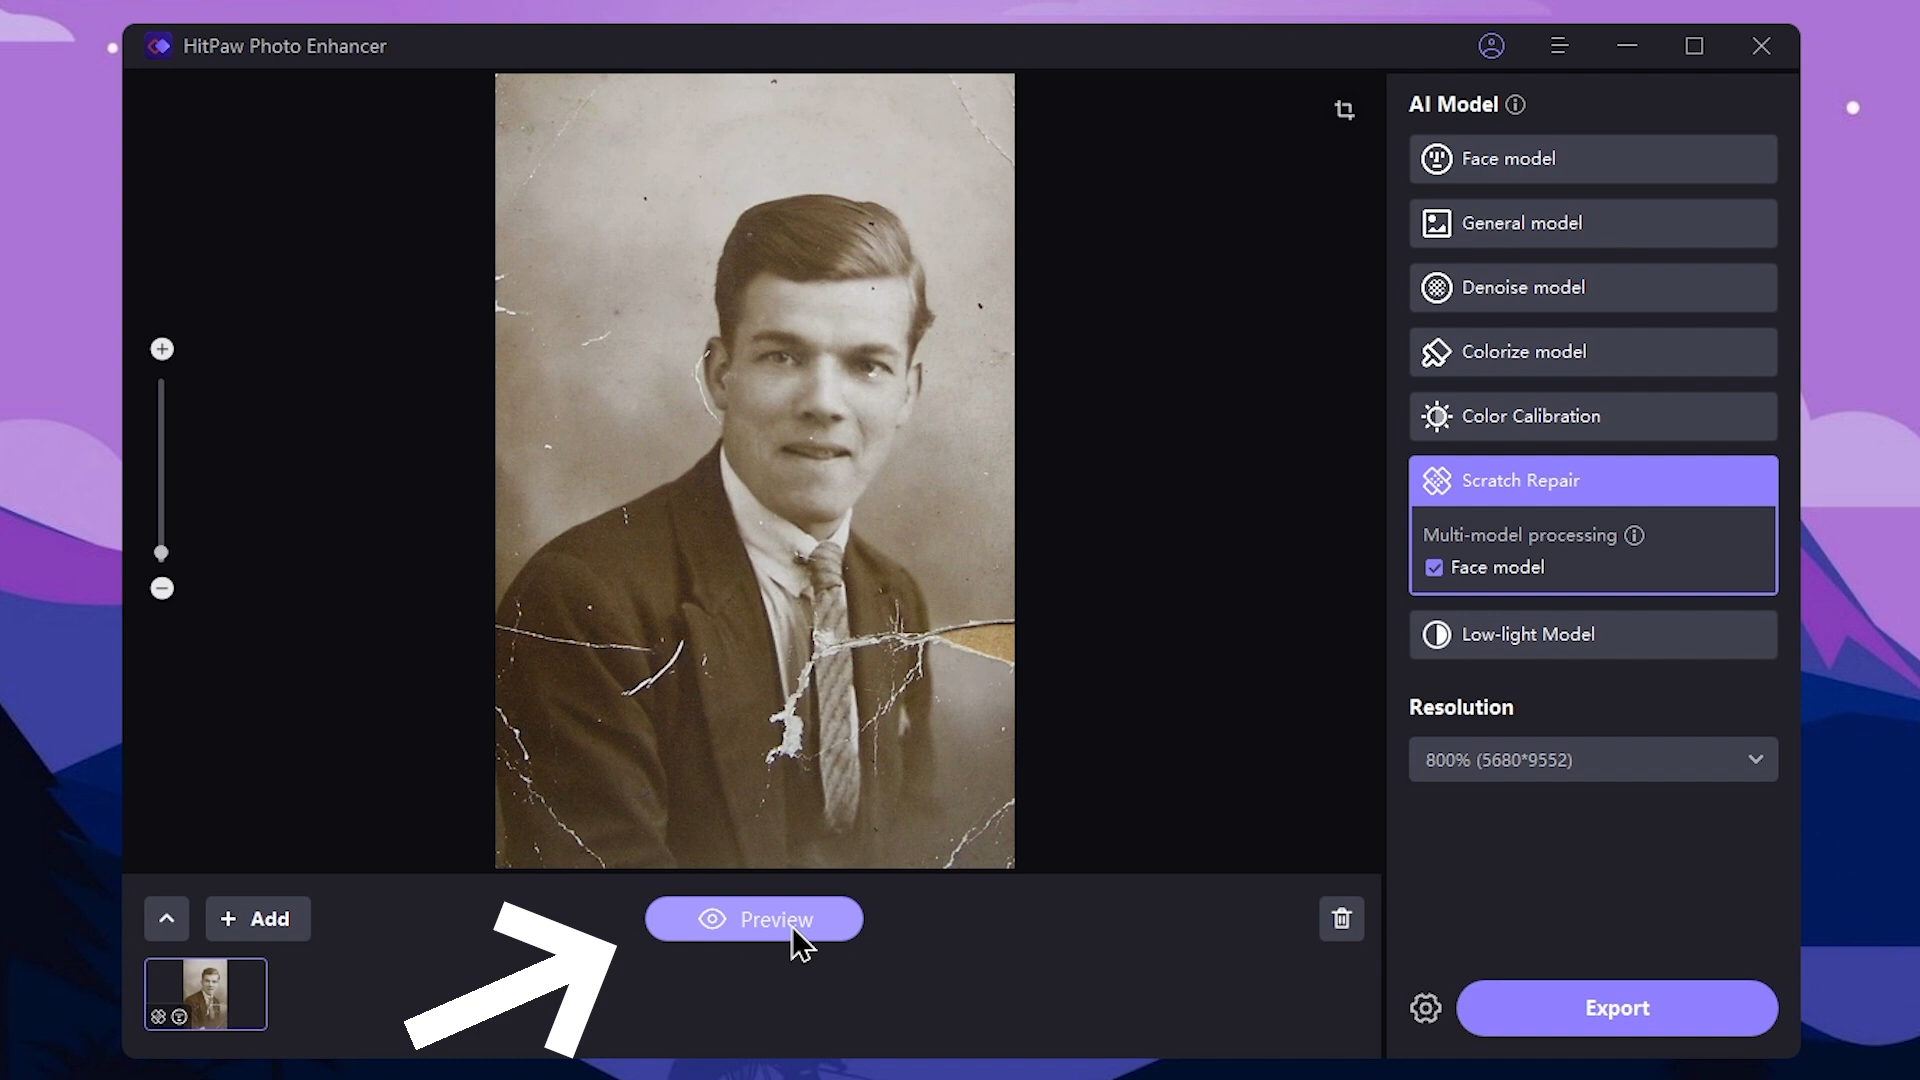 HitPaw Photo Enhancer
AI Model
Face model
General model
Denoise model
Colorize model
Color Calibration
Scratch Repair
Multi-model processing
Face model
Low-light Model
Resolution
800% (5680*9552)
Add
Preview
Export